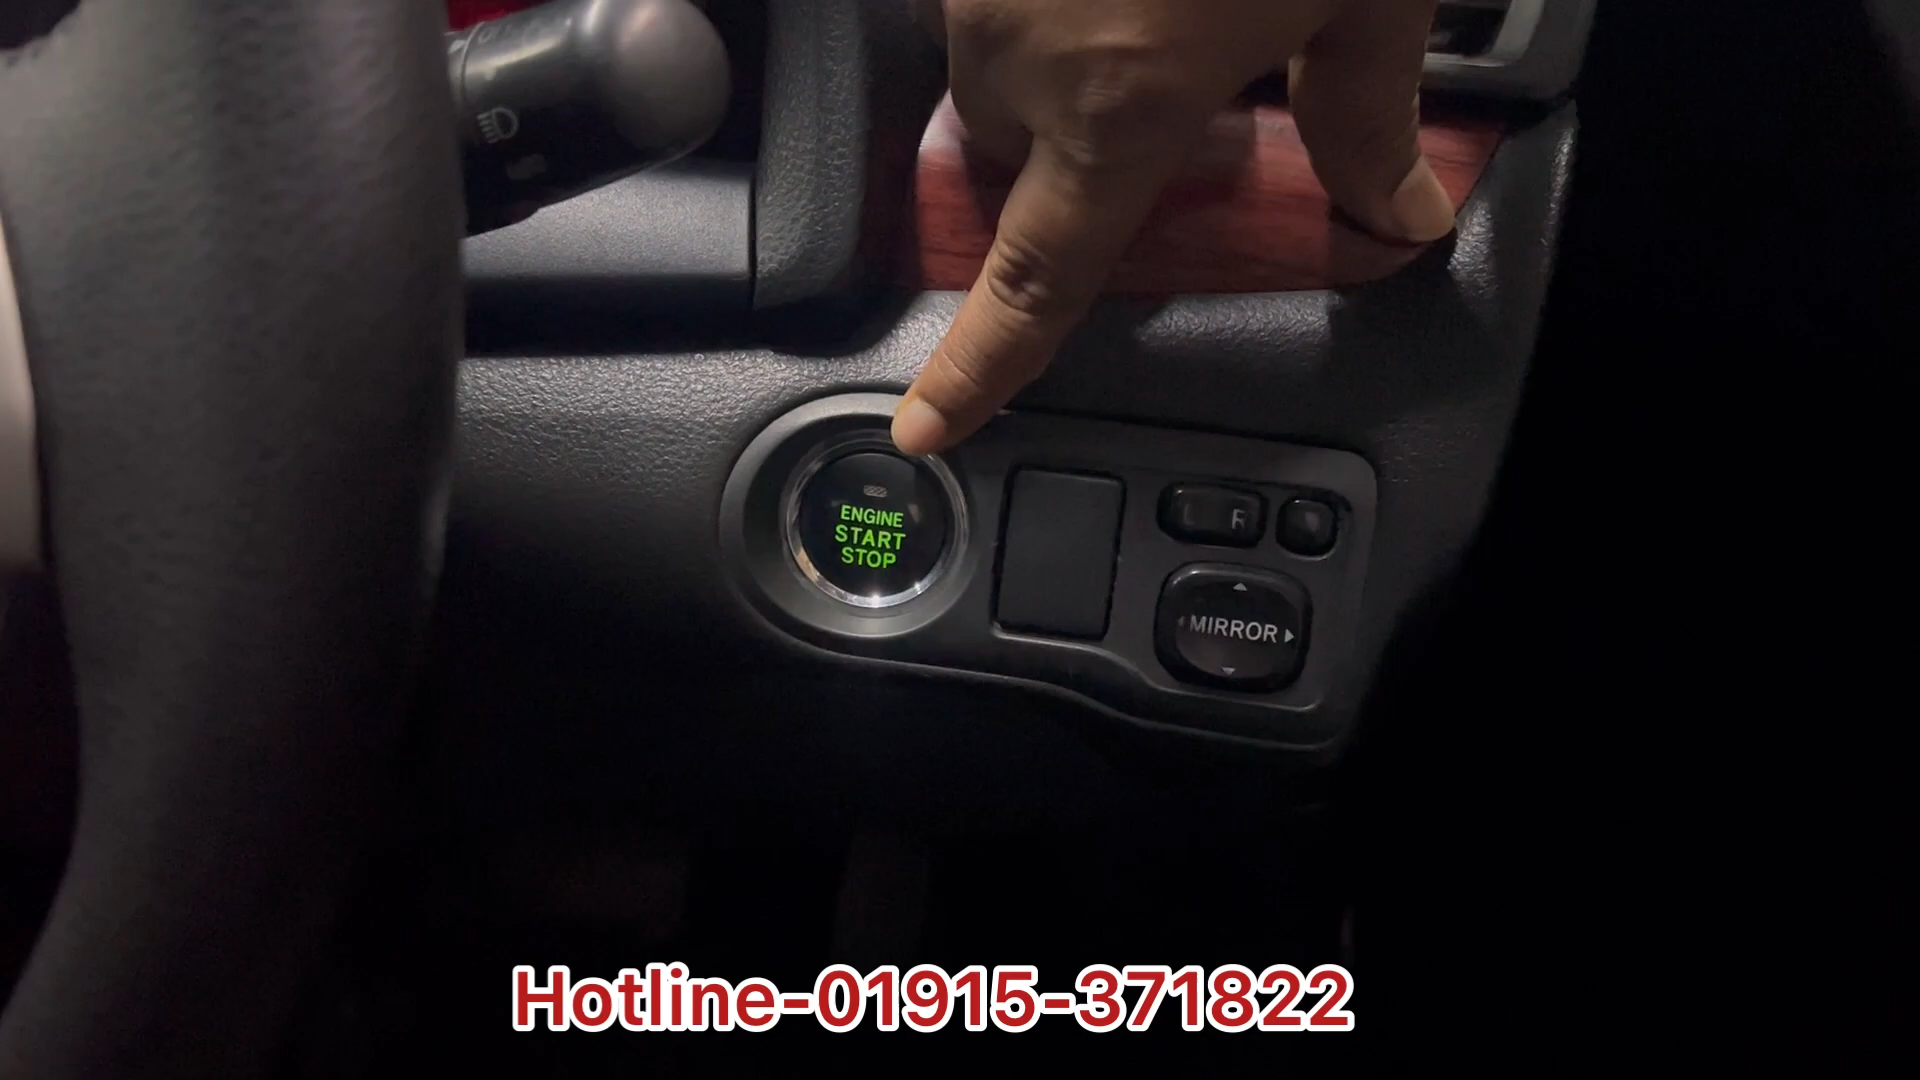 ENGINE
START
STOP
L R
MIRROR
Hotline-01915-371822